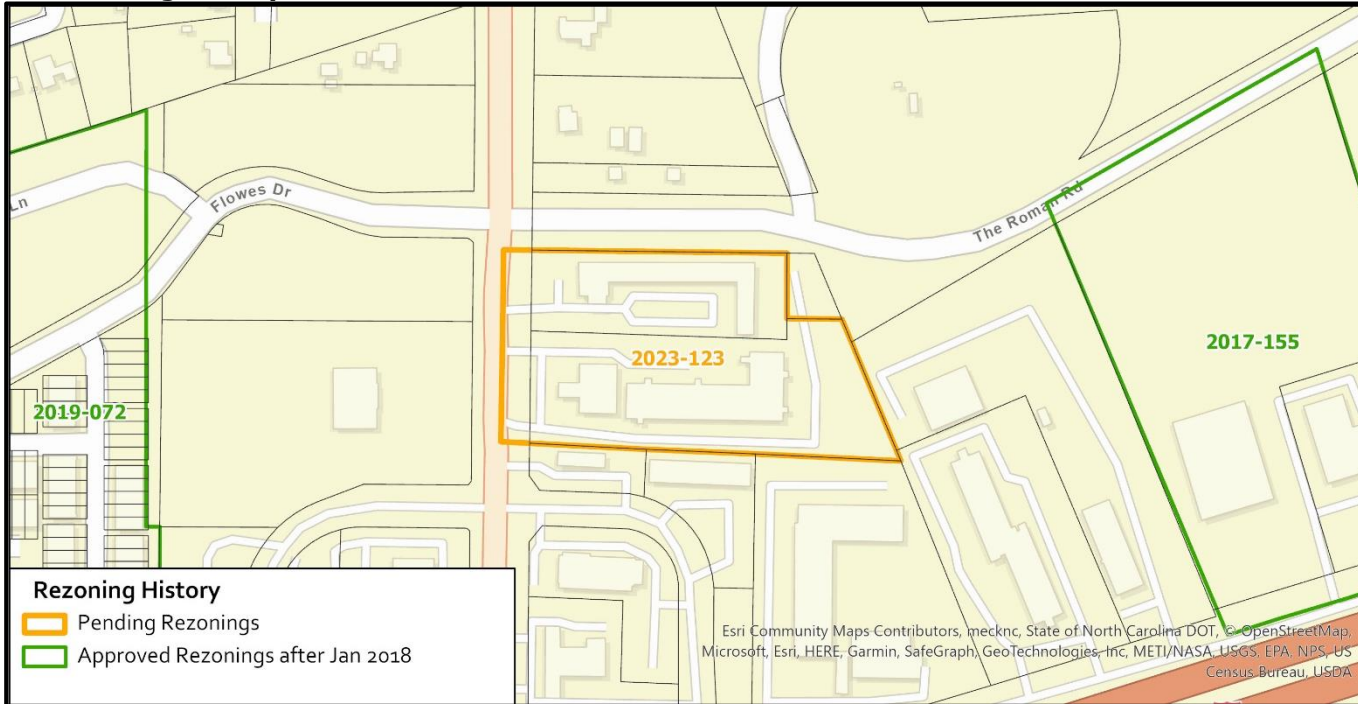 Flowes Dr
Ln
The Roman Rd
2023-123
2017-155
2019-072
Rezoning History
Pending Rezonings
Approved Rezonings after Jan 2018
Esri Community Maps Contributors, mecknc, State of North Carolina DOT, © OpenStreetMap,
Microsoft, Esri, HERE, Garmin, SafeGraph, GeoTechnologies, Inc, METI/NASA, USGS, EPA, NPS, US
Census Bureau, USDA